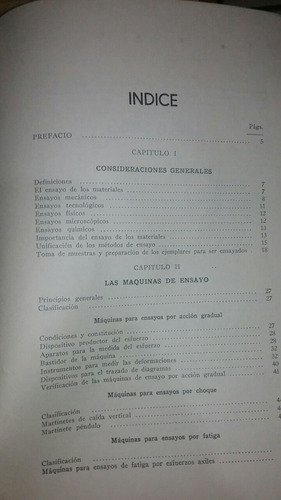 INDICE
Págs.
PREFACIO ........ 5
CAPITULO I
CONSIDERACIONES GENERALES
Definiciones ........ 7
El ensayo de los materiales ........ 7
Ensayos mecánicos ........ 8
Ensayos tecnológicos ........ 11
Ensayos físicos ........ 12
Ensayos microscópicos ........ 12
Ensayos químicos ........ 11
Importancia del ensayo de los materiales ........ 13
Unificación de los métodos de ensayo ........ 15
Toma de muestras y preparación de los ejemplares para ser ensayados
CAPITULO II
LAS MAQUINAS DE ENSAYO
Principios generales ........ 27
Clasificación ........ 27
Máquinas para ensayos por acción gradual
Condiciones y constitución ........ 27
Dispositivo productor del esfuerzo ........ 28
Aparatos para la medida del esfuerzo
Bastidor de la máquina ........ 32
Instrumentos para medir las deformaciones ........ 32
Dispositivos para el trazado de diagramas ........ 40
Verificación de las máquinas de ensayo por acción gradual ........ 41
Máquinas para ensayos por choque
Clasificación ........
Martinetes de caída vertical ........
Martinete péndulo ........
Máquinas para ensayos por fatiga
Clasificación ........
Máquinas para ensayos de fatiga por esfuerzos axiles ........